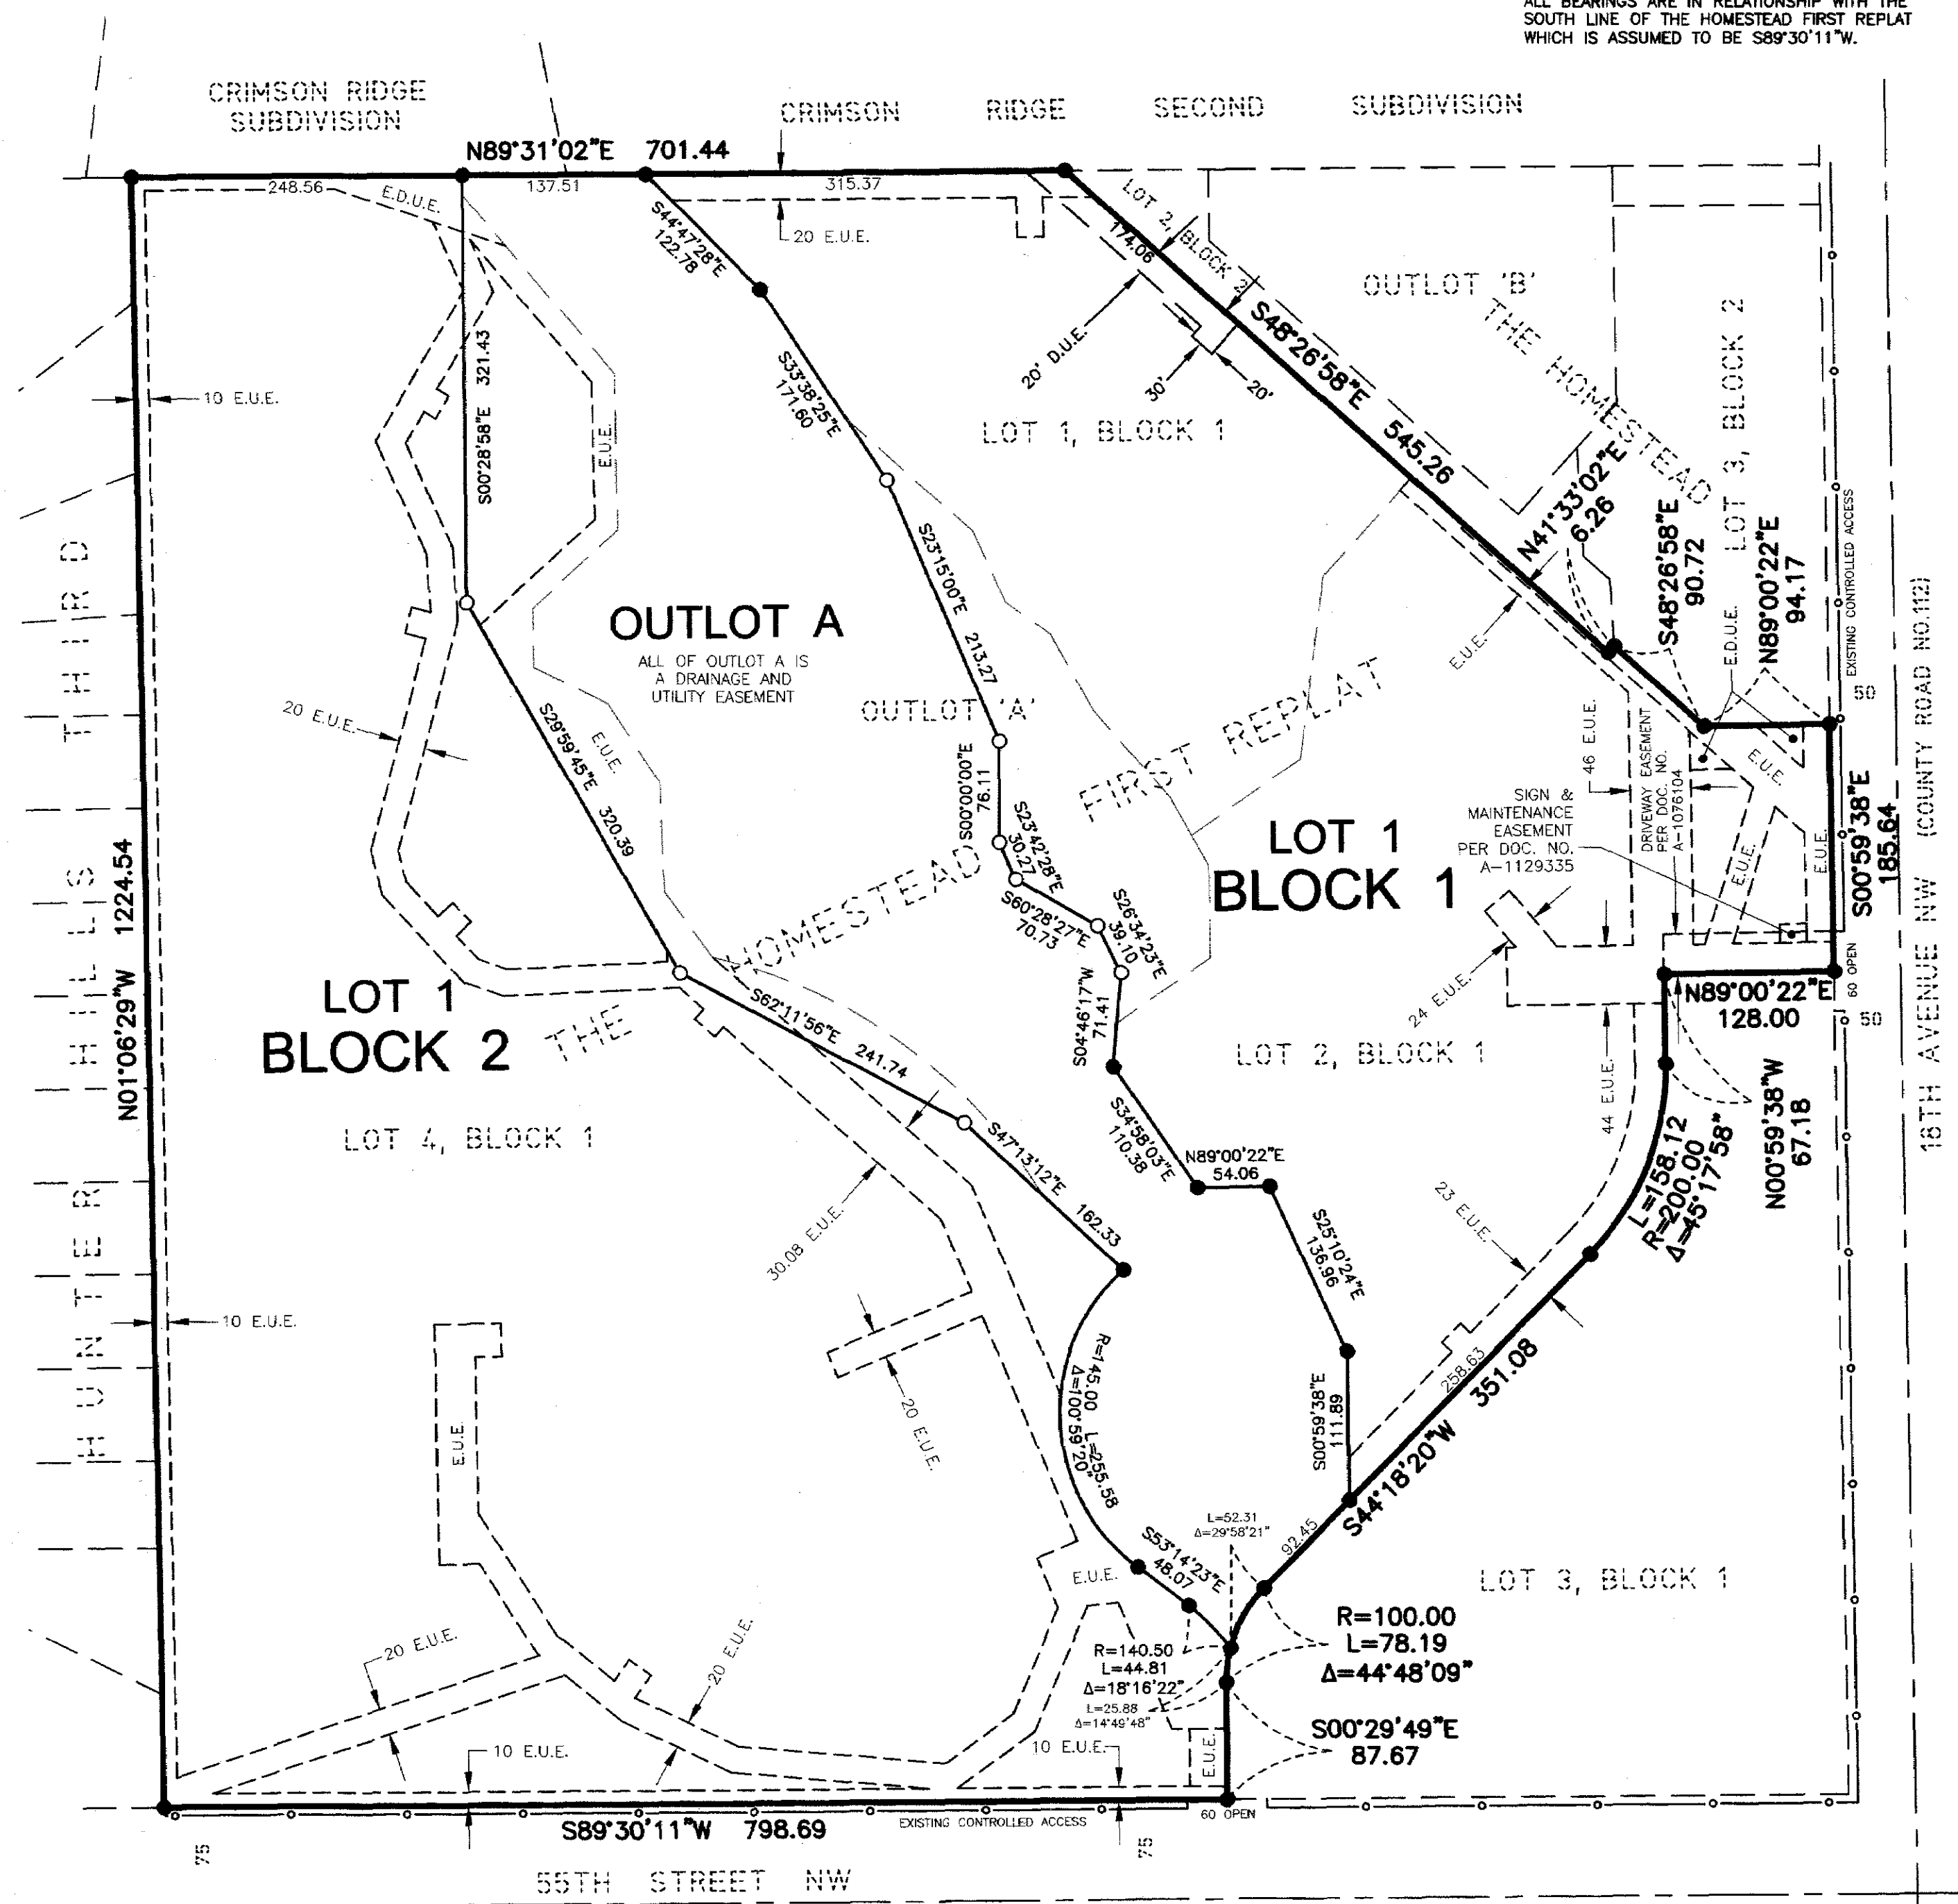 ALL BEARINGS ARE IN RELATIONSHIP WITH THE
SOUTH LINE OF THE HOMESTEAD FIRST REPLAT
WHICH IS ASSUMED TO BE S89°30'11"W.
CRIMSON RIDGE
SUBDIVISION
CRIMSON RIDGE SECOND SUBDIVISION
N89°31'02"E 701.44
248.56
137.51
315.37
E.D.U.E.
20 E.U.E.
S44°47'28"E
122.78
LOT 2, BLOCK 2
174.06
20' D.U.E.
30'
20'
S48°26'58"E 545.26
OUTLOT 'B'
THE HOMESTEAD
LOT 3, BLOCK 2
N41°33'02"E
6.26
S48°26'58"E
90.72
N89°00'22"E
94.17
EXISTING CONTROLLED ACCESS
10 E.U.E.
S00°28'58"E 321.43
E.U.E.
S33°38'25"E
171.60
LOT 1, BLOCK 1
S23°15'00"E 213.27
OUTLOT A
ALL OF OUTLOT A IS
A DRAINAGE AND
UTILITY EASEMENT
OUTLOT 'A'
E.U.E.
E.D.U.E.
50
18TH AVENUE NW (COUNTY ROAD NO.112)
20 E.U.E.
S29°59'45"E 320.39
E.U.E.
S00°00'00"E
76.11
S23°42'28"E
30.27
S60°28'27"E
70.73
S26°34'23"E
39.10
S04°46'17"W
71.41
THE HOMESTEAD FIRST REPLAT
LOT 1
BLOCK 1
46 E.U.E.
DRIVEWAY EASEMENT
PER DOC. NO.
A-1076104
SIGN &
MAINTENANCE
EASEMENT
PER DOC. NO.
A-1129335
E.U.E.
E.U.E.
E.U.E.
S00°59'38"E
185.64
60 OPEN
N89°00'22"E
128.00
50
24 E.U.E.
44 E.U.E.
HUNTER HILLS THIRD
N01°06'29"W 1224.54
LOT 1
BLOCK 2
LOT 4, BLOCK 1
S62°11'56"E 241.74
S47°13'12"E 162.33
LOT 2, BLOCK 1
S34°58'03"E
110.38
N89°00'22"E
54.06
S25°10'24"E
136.96
N00°59'38"W
67.18
L=158.12
R=200.00
Δ=45°17'58"
23 E.U.E.
30.08 E.U.E.
10 E.U.E.
20 E.U.E.
E.U.E.
R=145.00 L=255.58
Δ=100°59'20"
S00°59'38"E
111.89
258.63
S44°18'20"W 351.08
92.45
L=52.31
Δ=29°58'21"
S53°14'23"E
48.07
E.U.E.
LOT 3, BLOCK 1
R=100.00
L=78.19
Δ=44°48'09"
R=140.50
L=44.81
Δ=18°16'22"
L=25.88
Δ=14°49'48"
S00°29'49"E
87.67
20 E.U.E.
20 E.U.E.
10 E.U.E.
10 E.U.E.
E.U.E.
60 OPEN
S89°30'11"W 798.69
EXISTING CONTROLLED ACCESS
75
75
55TH STREET NW